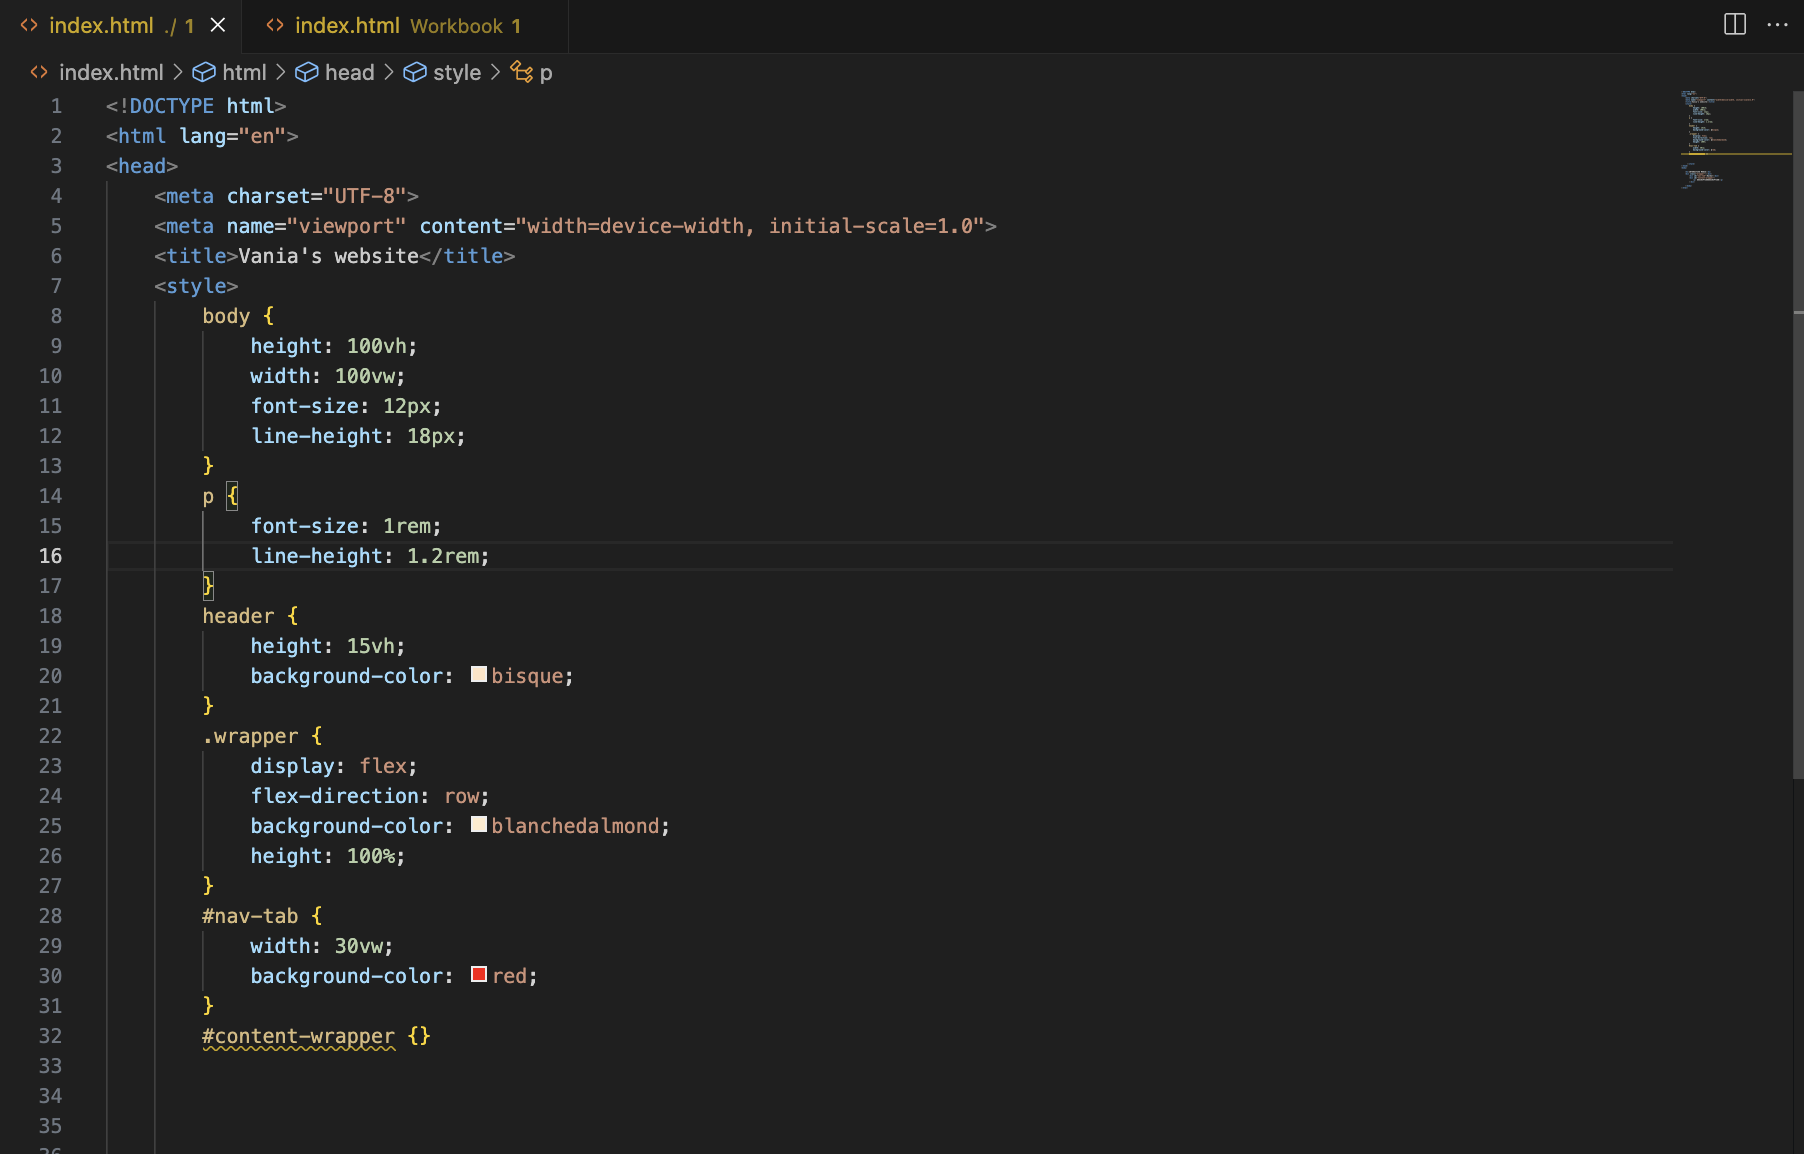 index.html ./ 1
index.html Workbook 1
index.html > html > head > style > p
1 <!DOCTYPE html>
2 <html lang="en">
3 <head>
4 <meta charset="UTF-8">
5 <meta name="viewport" content="width=device-width, initial-scale=1.0">
6 <title>Vania's website</title>
7 <style>
8 body {
9 height: 100vh;
10 width: 100vw;
11 font-size: 12px;
12 line-height: 18px;
13 }
14 p {
15 font-size: 1rem;
16 line-height: 1.2rem;
17 }
18 header {
19 height: 15vh;
20 background-color: bisque;
21 }
22 .wrapper {
23 display: flex;
24 flex-direction: row;
25 background-color: blanchedalmond;
26 height: 100%;
27 }
28 #nav-tab {
29 width: 30vw;
30 background-color: red;
31 }
32 #content-wrapper {}
33
34
35